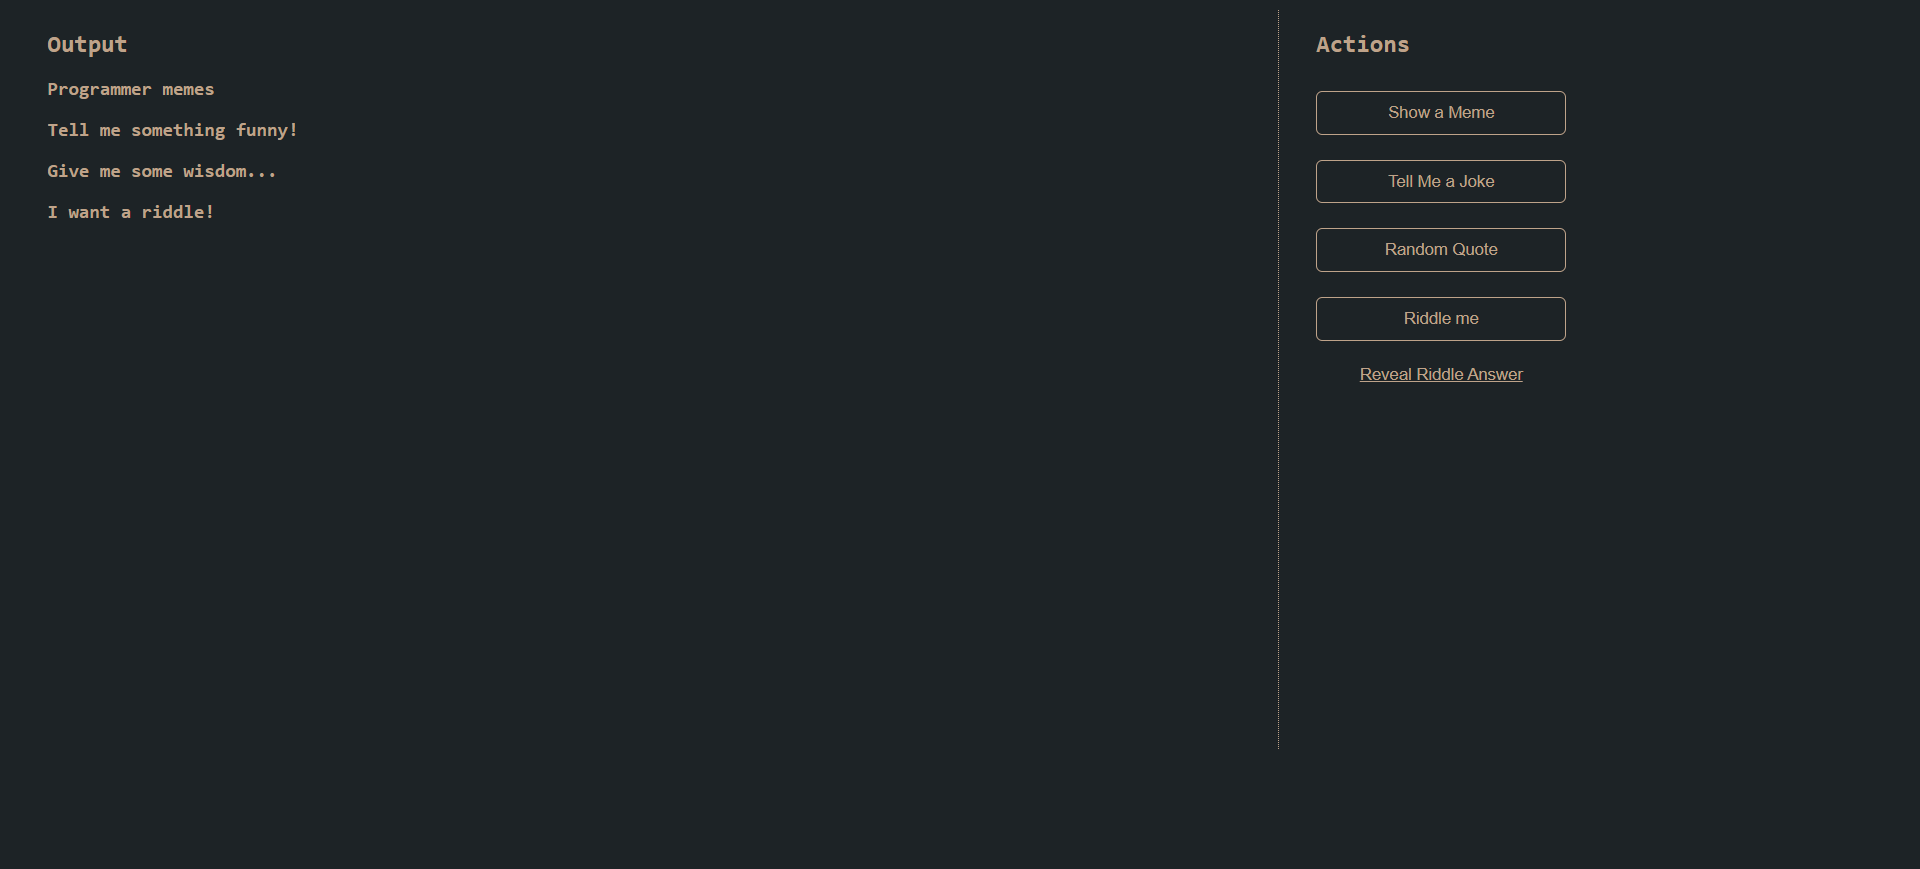 Output
Programmer memes
Tell me something funny!
Give me some wisdom...
I want a riddle!
Actions
Show a Meme
Tell Me a Joke
Random Quote
Riddle me
Reveal Riddle Answer